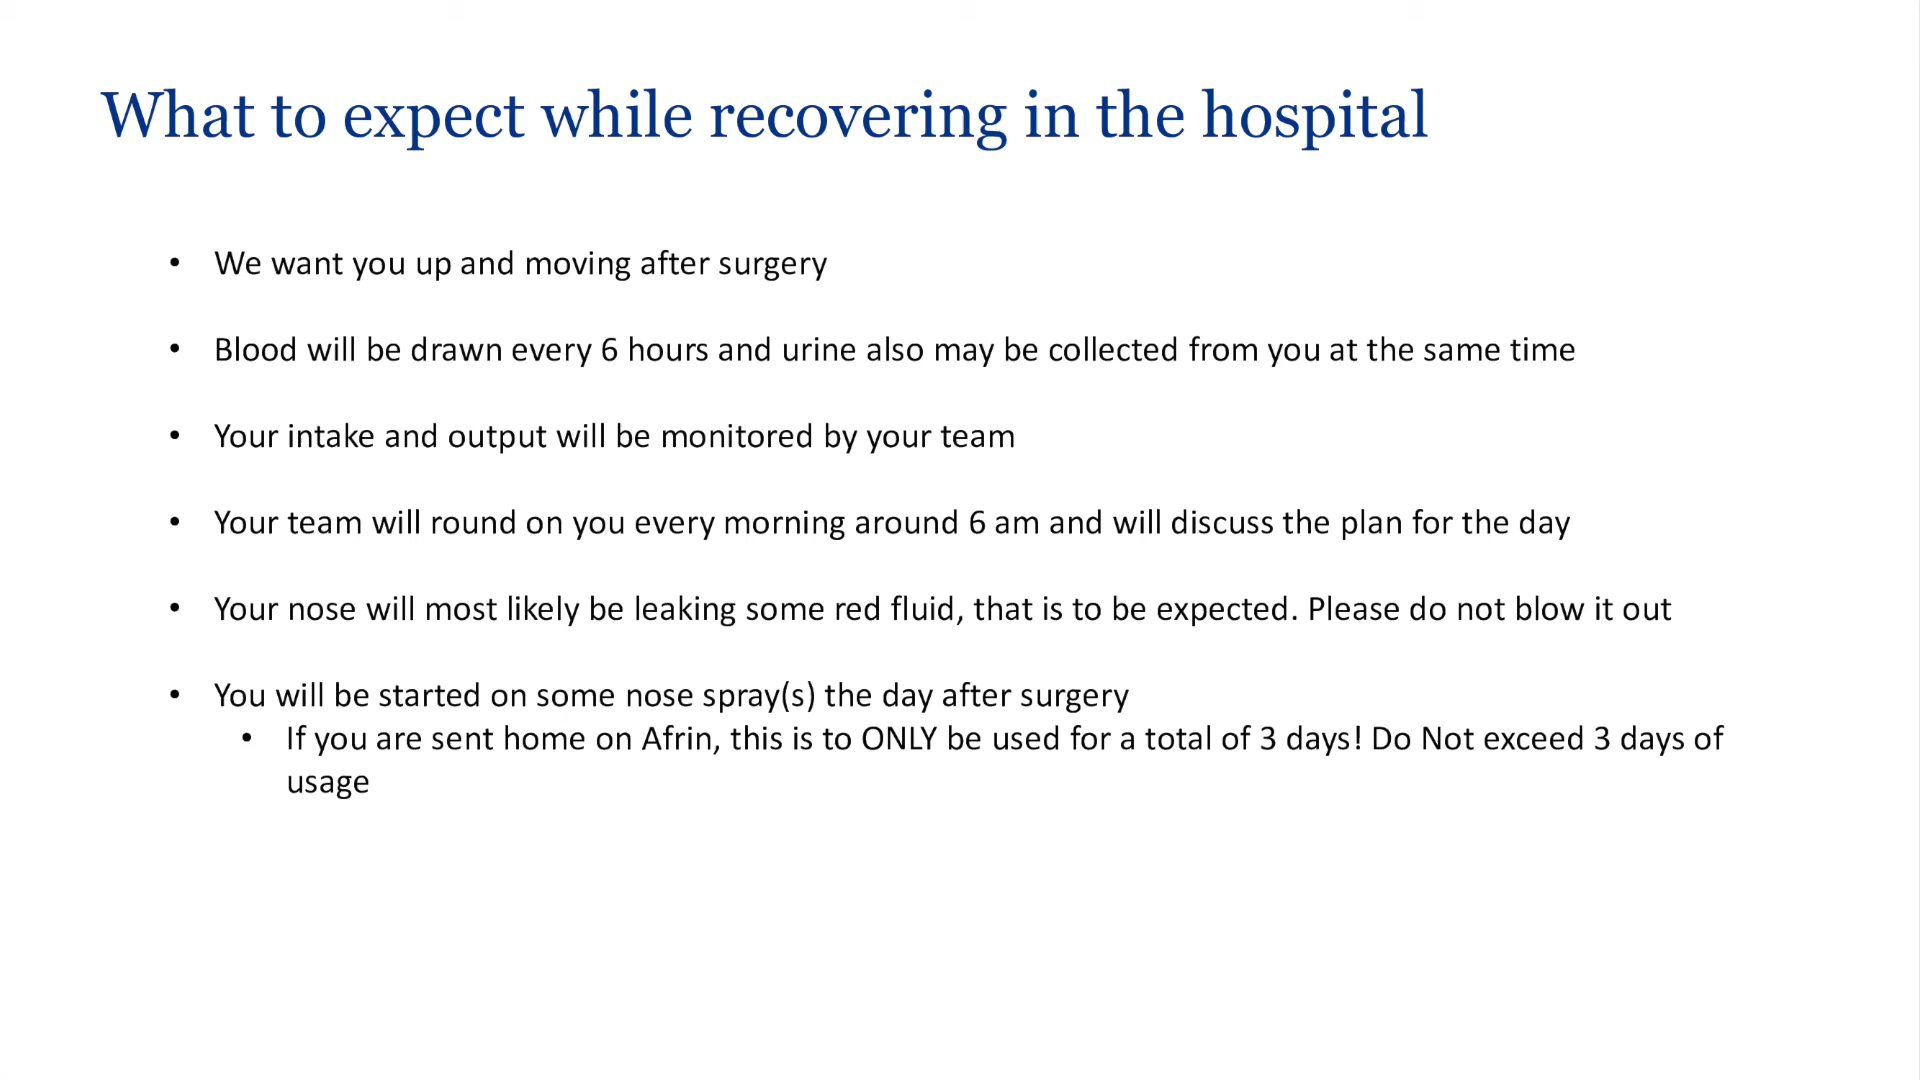 What to expect while recovering in the hospital
• We want you up and moving after surgery
• Blood will be drawn every 6 hours and urine also may be collected from you at the same time
• Your intake and output will be monitored by your team
• Your team will round on you every morning around 6 am and will discuss the plan for the day
• Your nose will most likely be leaking some red fluid, that is to be expected. Please do not blow it out
• You will be started on some nose spray(s) the day after surgery
• If you are sent home on Afrin, this is to ONLY be used for a total of 3 days! Do Not exceed 3 days of
usage